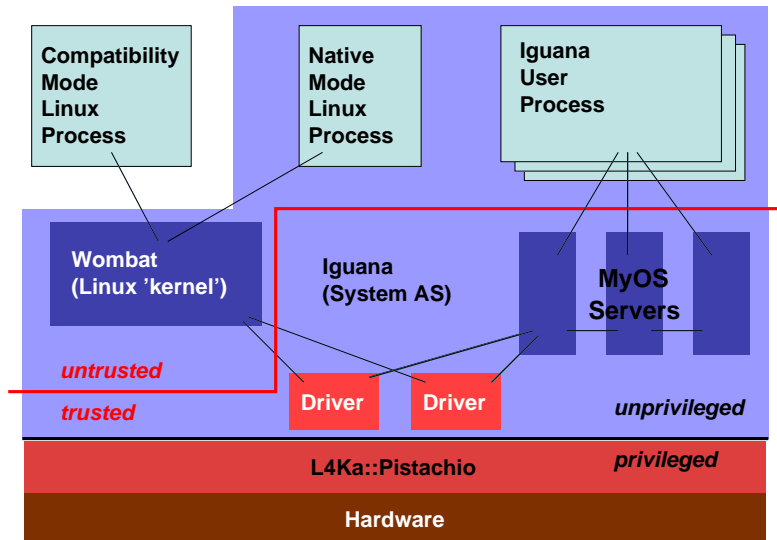 Compatibility
Mode
Linux
Process
Native
Mode
Linux
Process
Iguana
User
Process
Wombat
(Linux ’kernel’)
Iguana
(System AS)
MyOS
Servers
untrusted
trusted
Driver
Driver
unprivileged
privileged
L4Ka::Pistachio
Hardware